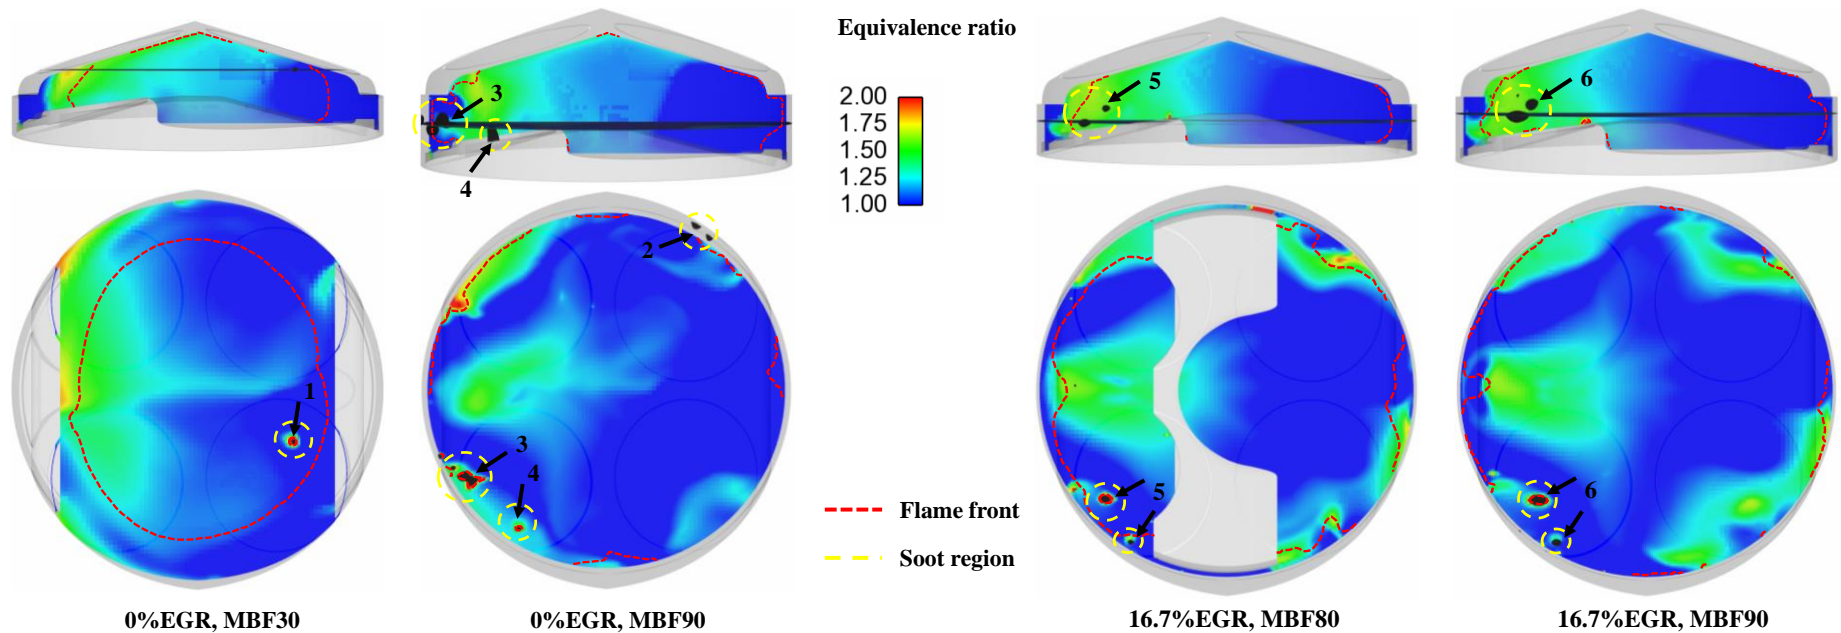 Equivalence ratio
2.00
1.75
1.50
1.25
1.00
3
4
5
6
1
2
3
4
5
6
Flame front
Soot region
0%EGR, MBF30
0%EGR, MBF90
16.7%EGR, MBF80
16.7%EGR, MBF90